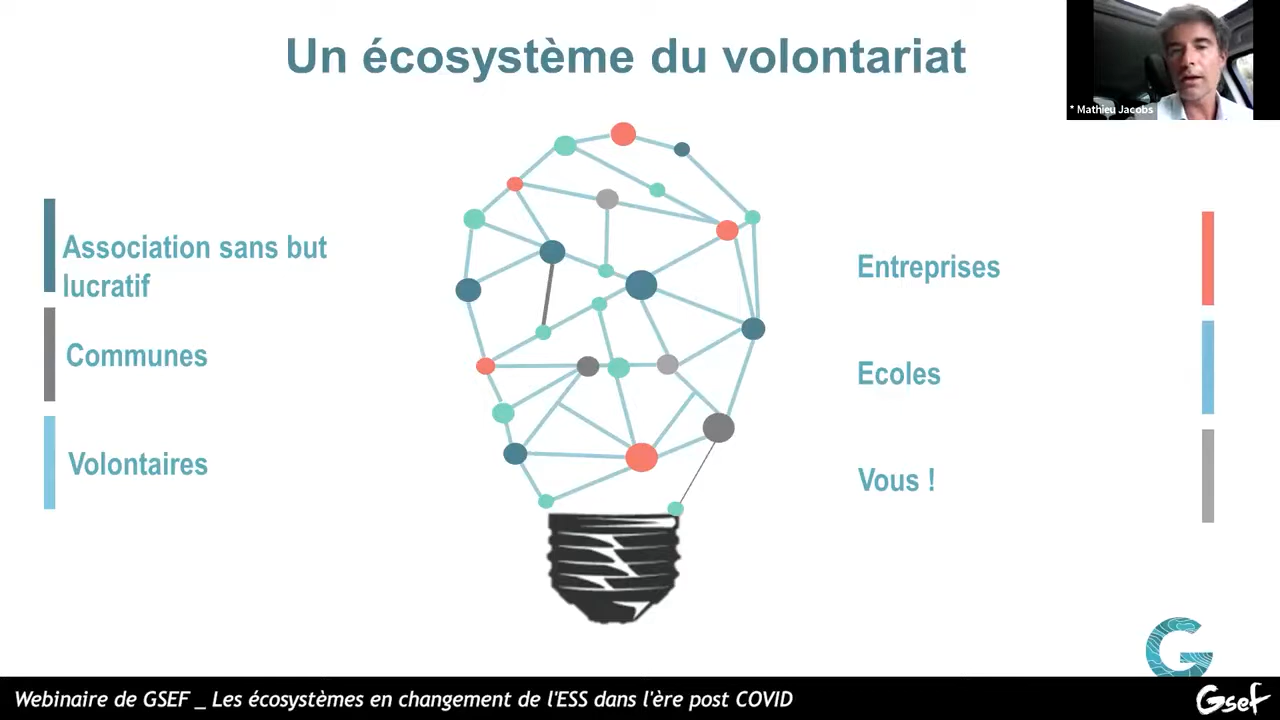 Un écosystème du volontariat
* Mathieu Jacobs
Association sans but
lucratif
Communes
Volontaires
Entreprises
Ecoles
Vous !
G
Webinaire de GSEF _ Les écosystèmes en changement de l'ESS dans l'ère post COVID
Gsef